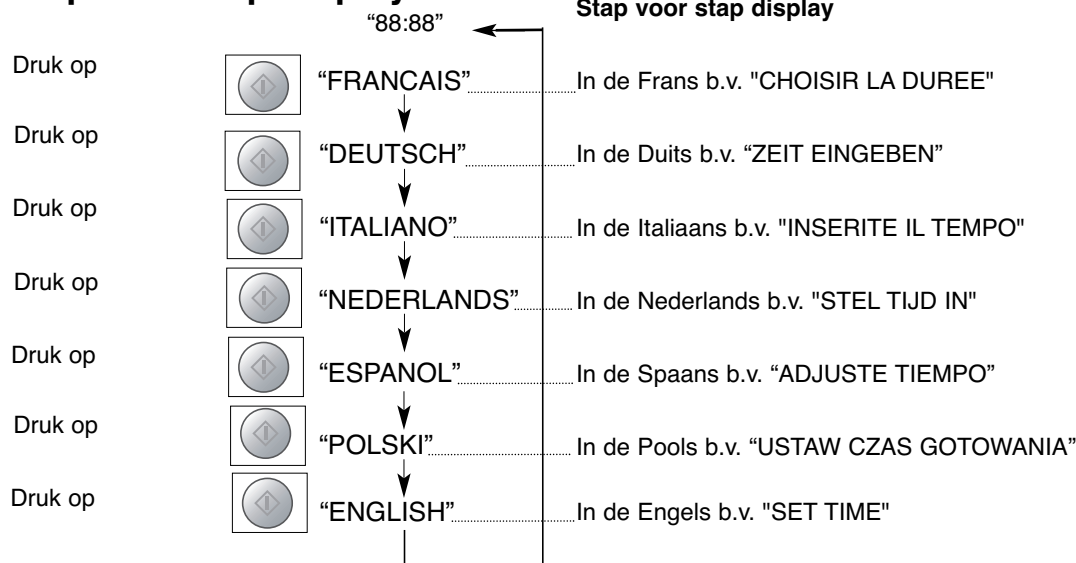 Stap voor stap display
“88:88”
Druk op “FRANCAIS” In de Frans b.v. "CHOISIR LA DUREE"
Druk op “DEUTSCH” In de Duits b.v. “ZEIT EINGEBEN”
Druk op “ITALIANO” In de Italiaans b.v. "INSERITE IL TEMPO"
Druk op “NEDERLANDS” In de Nederlands b.v. "STEL TIJD IN"
Druk op “ESPANOL” In de Spaans b.v. “ADJUSTE TIEMPO”
Druk op “POLSKI” In de Pools b.v. “USTAW CZAS GOTOWANIA”
Druk op “ENGLISH” In de Engels b.v. "SET TIME"